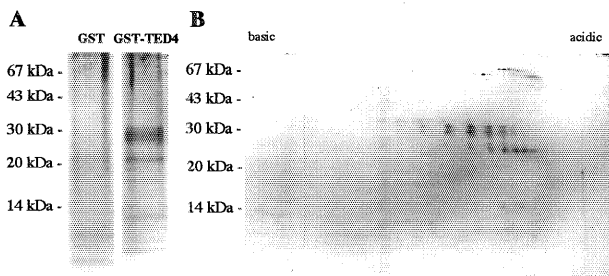 A
GST GST-TED4
67 kDa -
43 kDa -
30 kDa -
20 kDa -
14 kDa -
B
basic acidic
67 kDa -
43 kDa -
30 kDa -
20 kDa -
14 kDa -